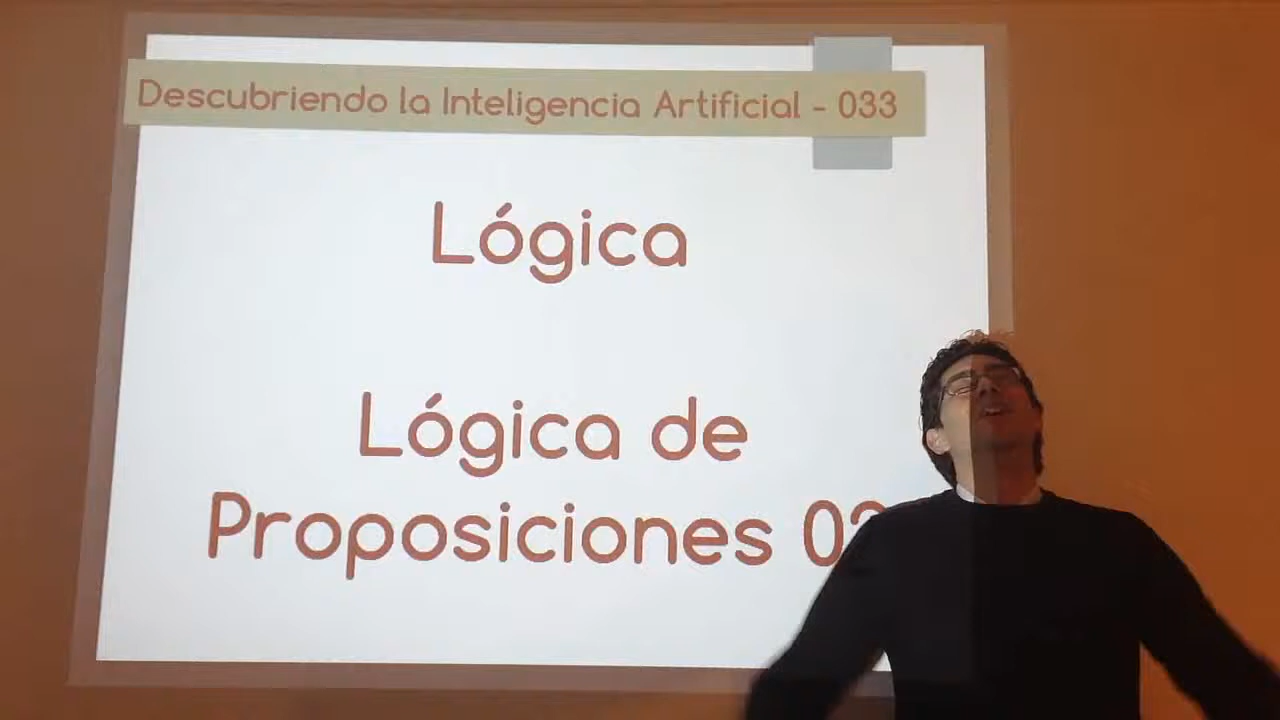 Descubriendo la Inteligencia Artificial - 033
Lógica
Lógica de
Proposiciones